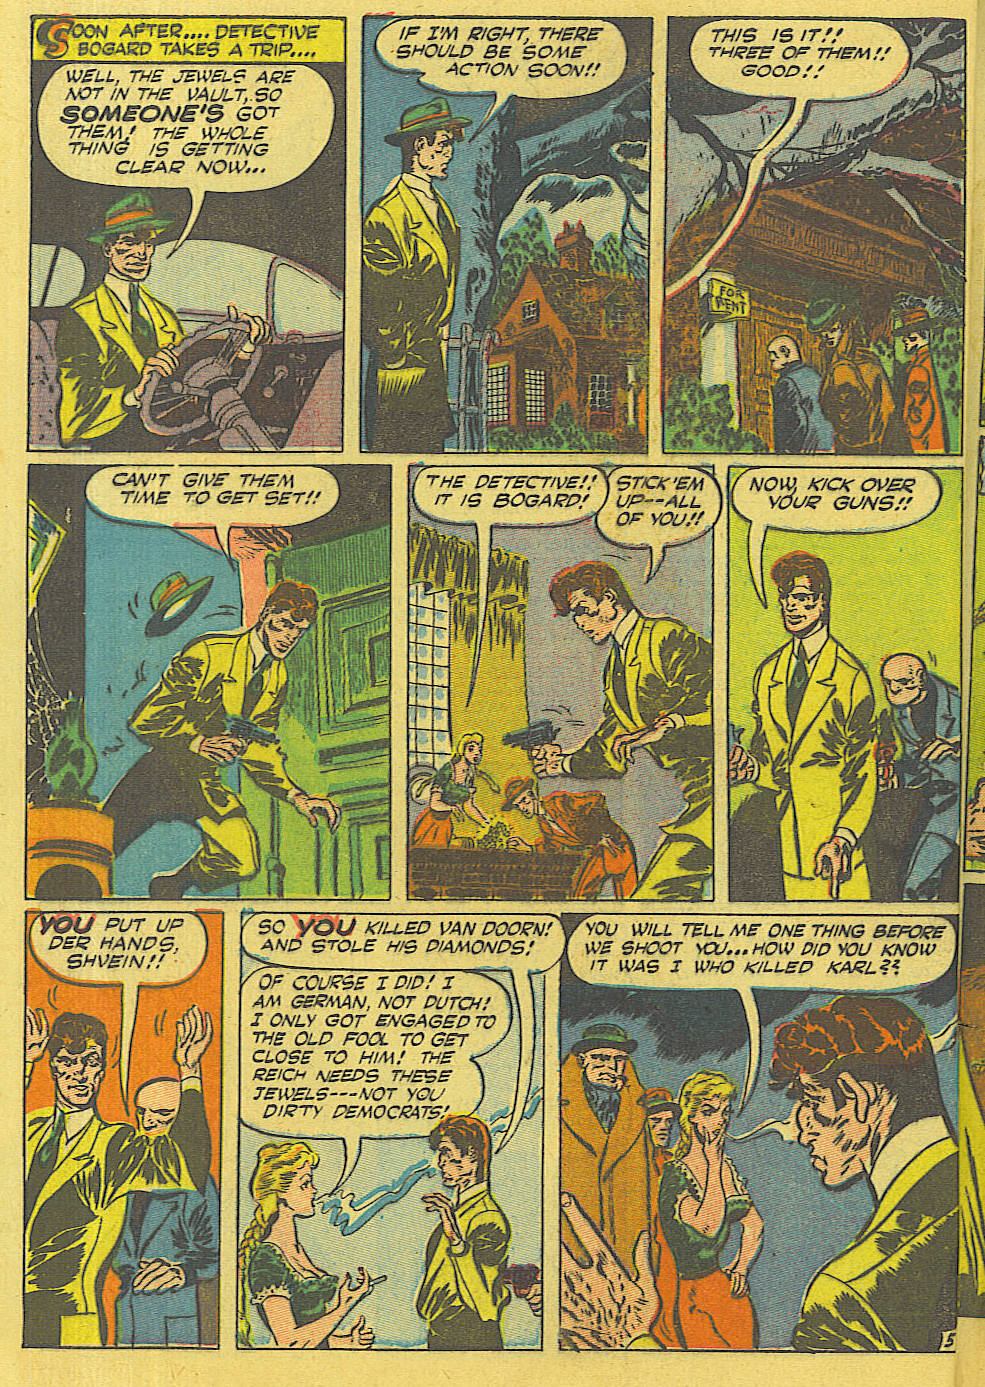 SOON AFTER.... DETECTIVE
BOGARD TAKES A TRIP....
WELL, THE JEWELS ARE
NOT IN THE VAULT, SO
SOMEONE'S GOT
THEM! THE WHOLE
THING IS GETTING
CLEAR NOW...
IF I'M RIGHT, THERE
SHOULD BE SOME
ACTION SOON!!
THIS IS IT!!
THREE OF THEM!!
GOOD!!
FOR
RENT
CAN'T GIVE THEM
TIME TO GET SET!!
THE DETECTIVE!!
IT IS BOGARD!
STICK 'EM
UP--ALL
OF YOU!!
NOW, KICK OVER
YOUR GUNS!!
YOU PUT UP
DER HANDS,
SHVEIN!!
SO YOU KILLED VAN DOORN!
AND STOLE HIS DIAMONDS!
OF COURSE I DID! I
AM GERMAN, NOT DUTCH!
I ONLY GOT ENGAGED TO
THE OLD FOOL TO GET
CLOSE TO HIM! THE
REICH NEEDS THESE
JEWELS---NOT YOU
DIRTY DEMOCRATS!
YOU WILL TELL ME ONE THING BEFORE
WE SHOOT YOU...HOW DID YOU KNOW
IT WAS I WHO KILLED KARL??
5